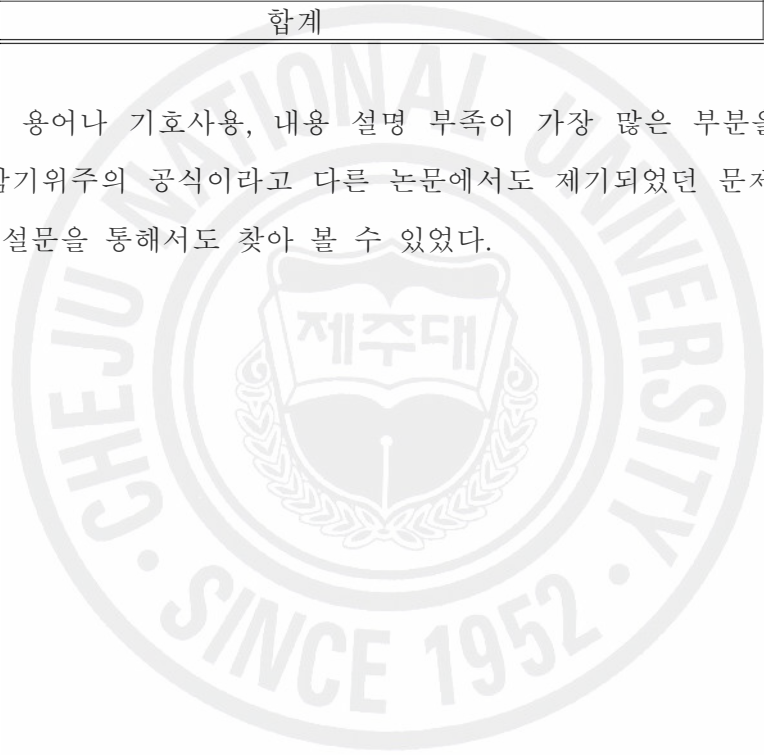 합계
용어나 기호사용, 내용 설명 부족이 가장 많은 부분을
암기위주의 공식이라고 다른 논문에서도 제기되었던 문제
설문을 통해서도 찾아 볼 수 있었다.
CHEJU NATIONAL UNIVERSITY
제주대
· SINCE 1952 ·